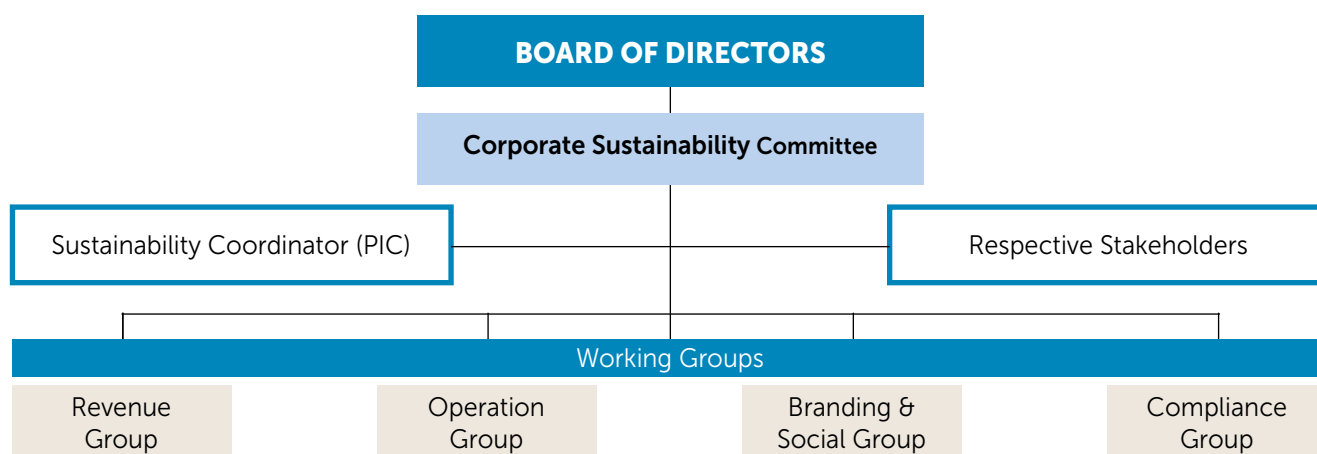 BOARD OF DIRECTORS
Corporate Sustainability Committee
Sustainability Coordinator (PIC)
Respective Stakeholders
Working Groups
Revenue
Group
Operation
Group
Branding &
Social Group
Compliance
Group